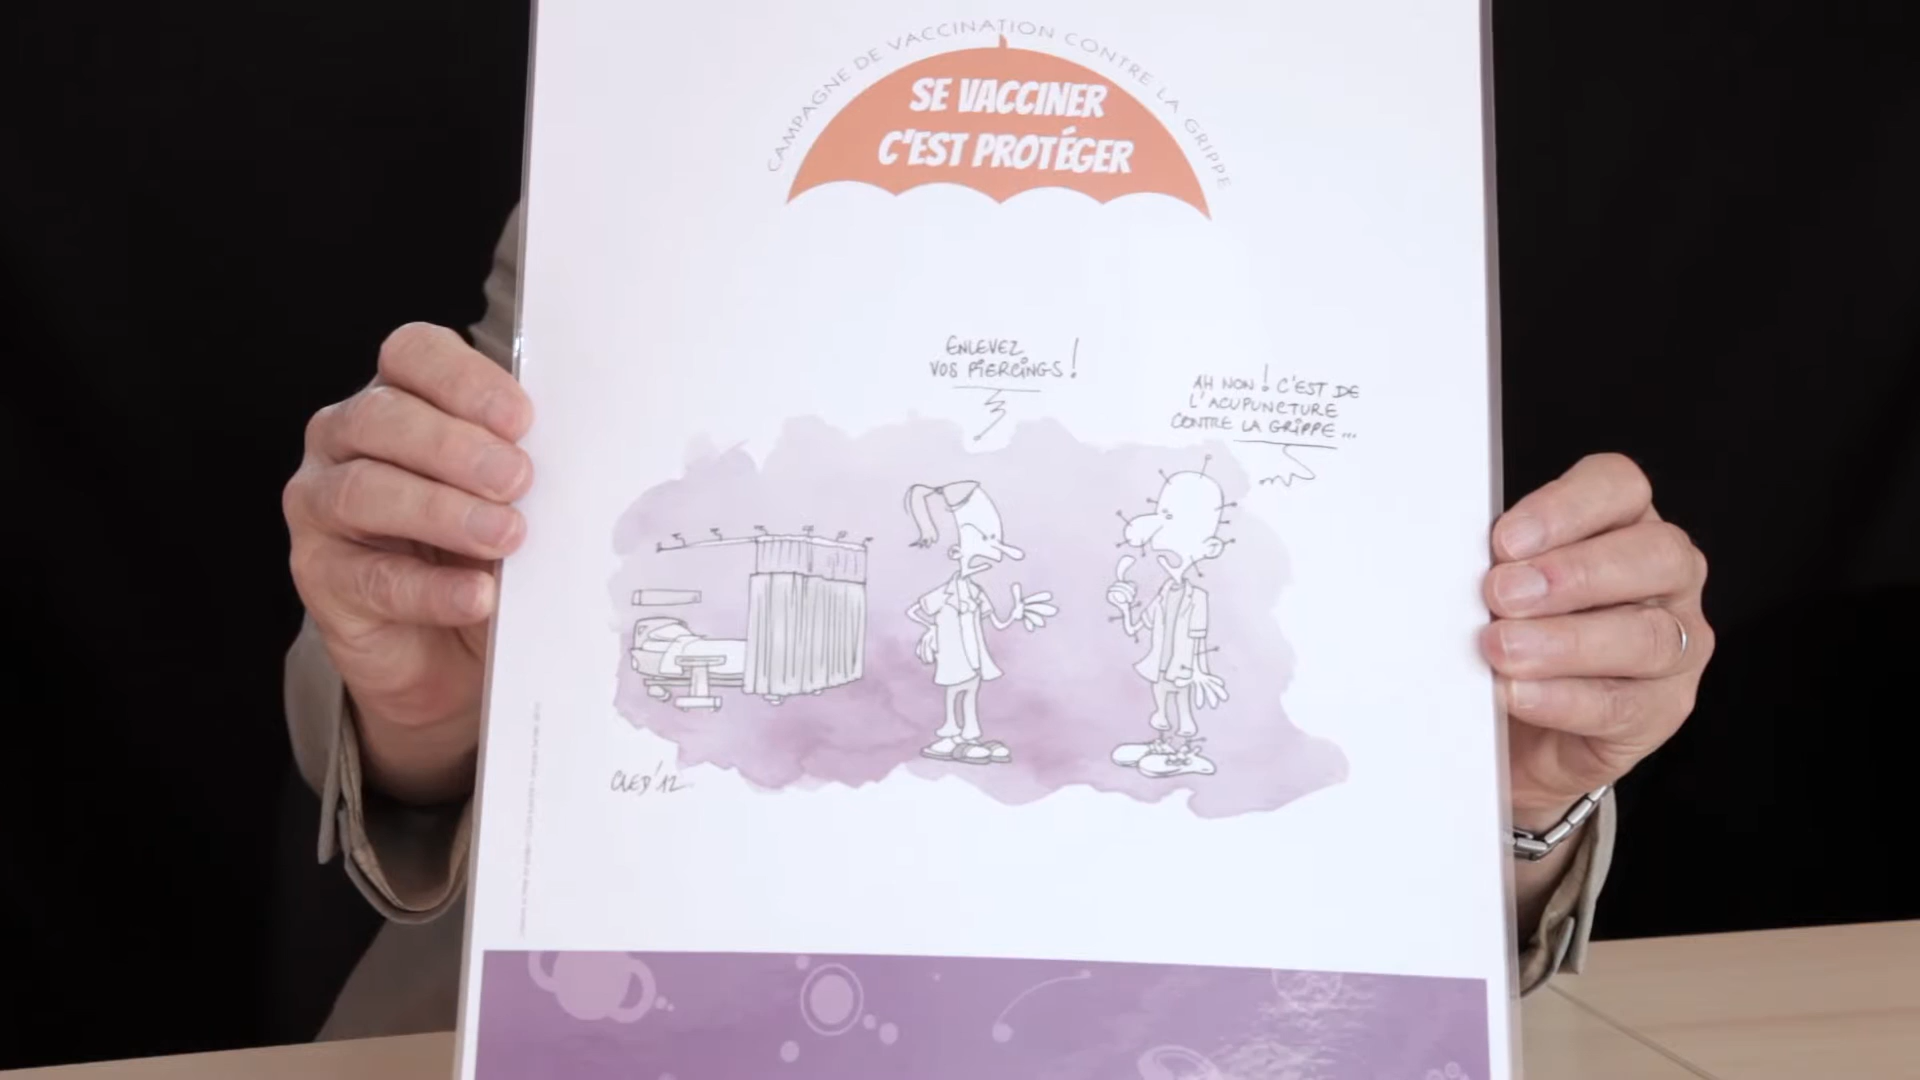 CAMPAGNE DE VACCINATION CONTRE LA GRIPPE
SE VACCINER
C'EST PROTÉGER
ENLEVEZ
VOS PIERCINGS !
AH NON ! C'EST DE
L'ACUPUNCTURE
CONTRE LA GRIPPE...
CLED'12